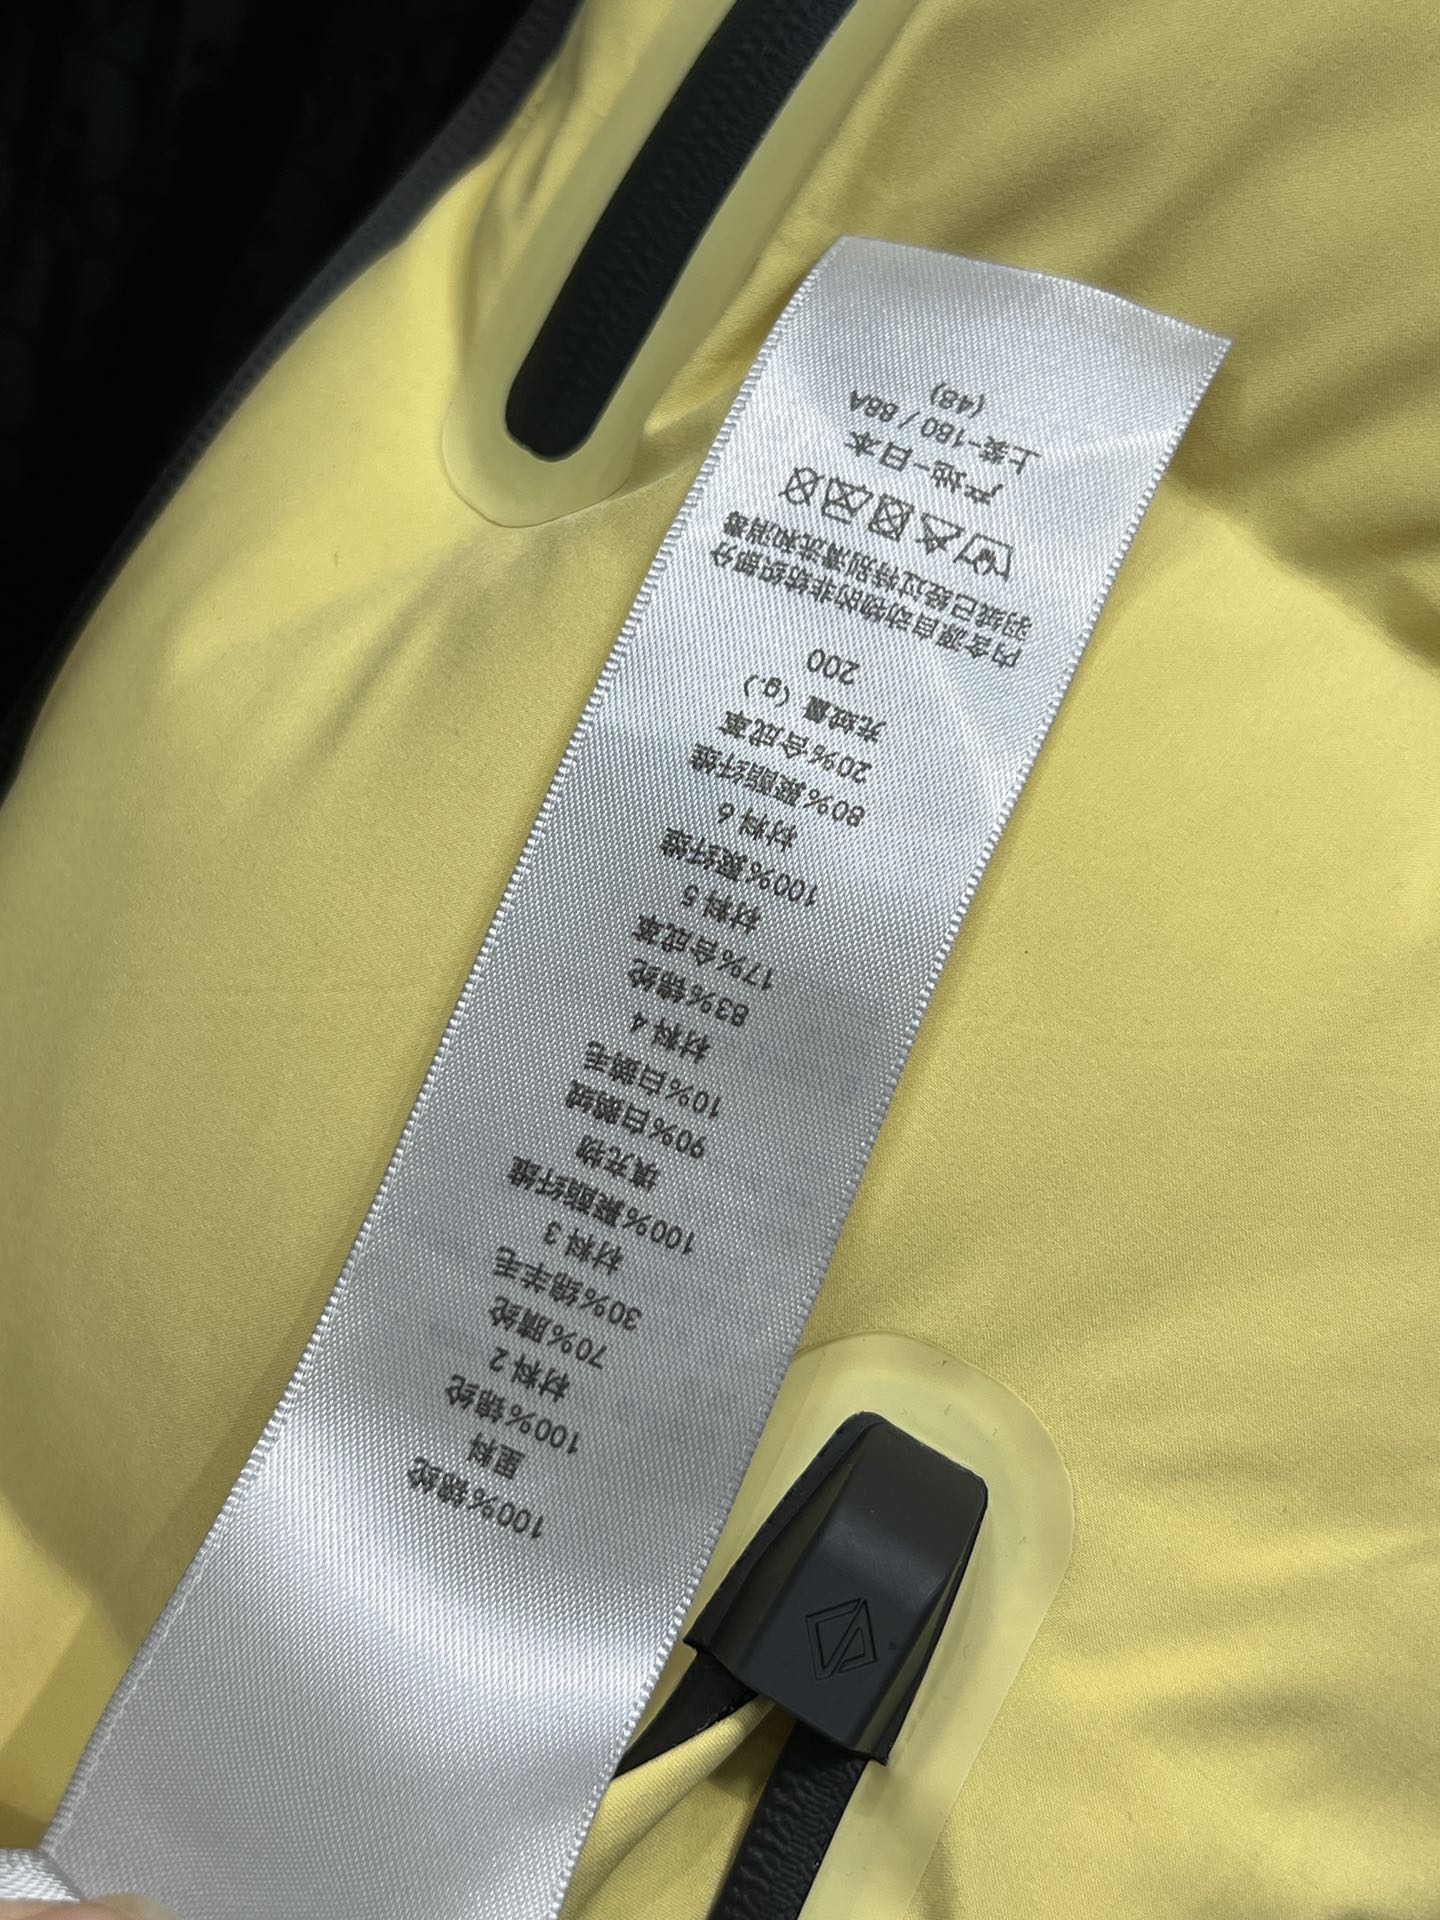 100%锦纶
里料
100%锦纶
材料 2
70%腈纶
30%绵羊毛
材料 3
100%聚酯纤维
填充物
90%白鹅绒
10%白鹅毛
材料 4
83%锦纶
17%合成革
材料 5
100%聚纤维
材料 6
80%聚酯纤维
20%合成革
充绒量 (g.)
200
内含源自动物的非纺织部分
羽绒已经过特别清洗和消毒
产地-日本
上装-180 / 88A
(48)